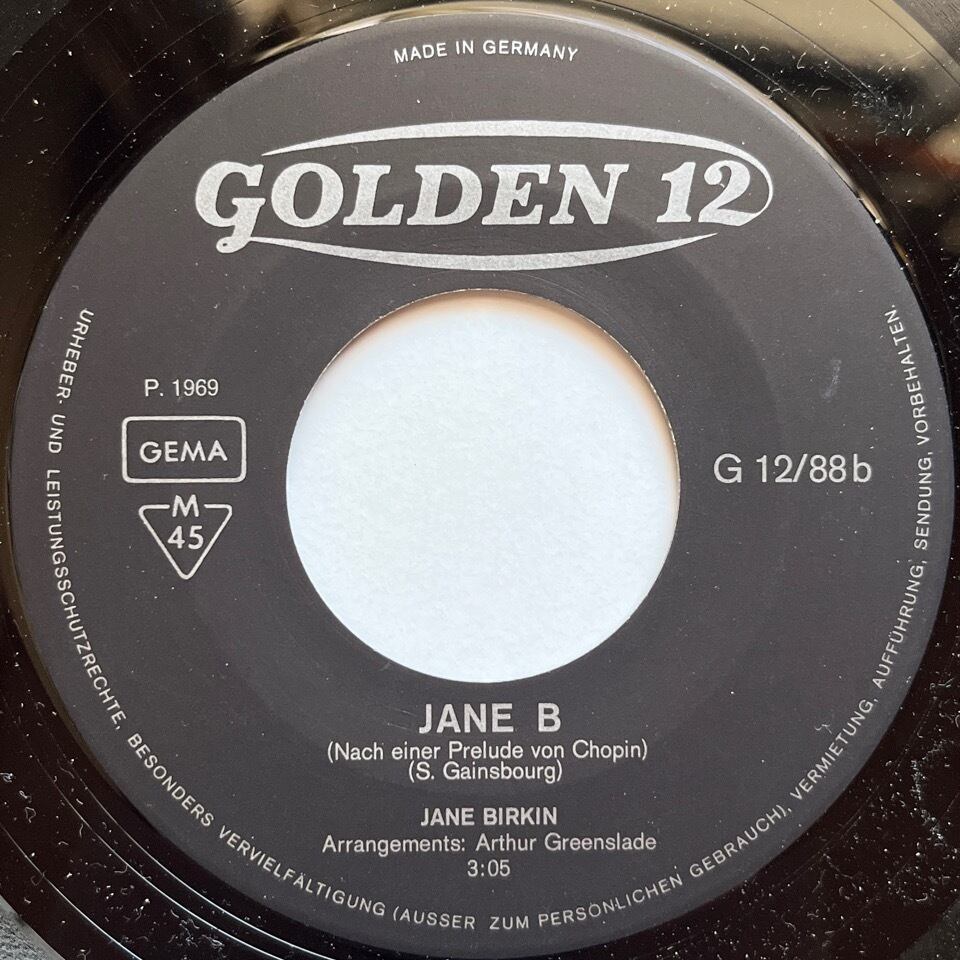 MADE IN GERMANY
GOLDEN 12
P. 1969
GEMA
M
45
G 12/88 b
JANE B
(Nach einer Prelude von Chopin)
(S. Gainsbourg)
JANE BIRKIN
Arrangements: Arthur Greenslade
3:05
URHEBER- UND LEISTUNGSSCHUTZRECHTE, BESONDERS VERVIELFÄLTIGUNG (AUSSER ZUM PERSÖNLICHEN GEBRAUCH), VERMIETUNG, AUFFÜHRUNG, SENDUNG, VORBEHALTEN.